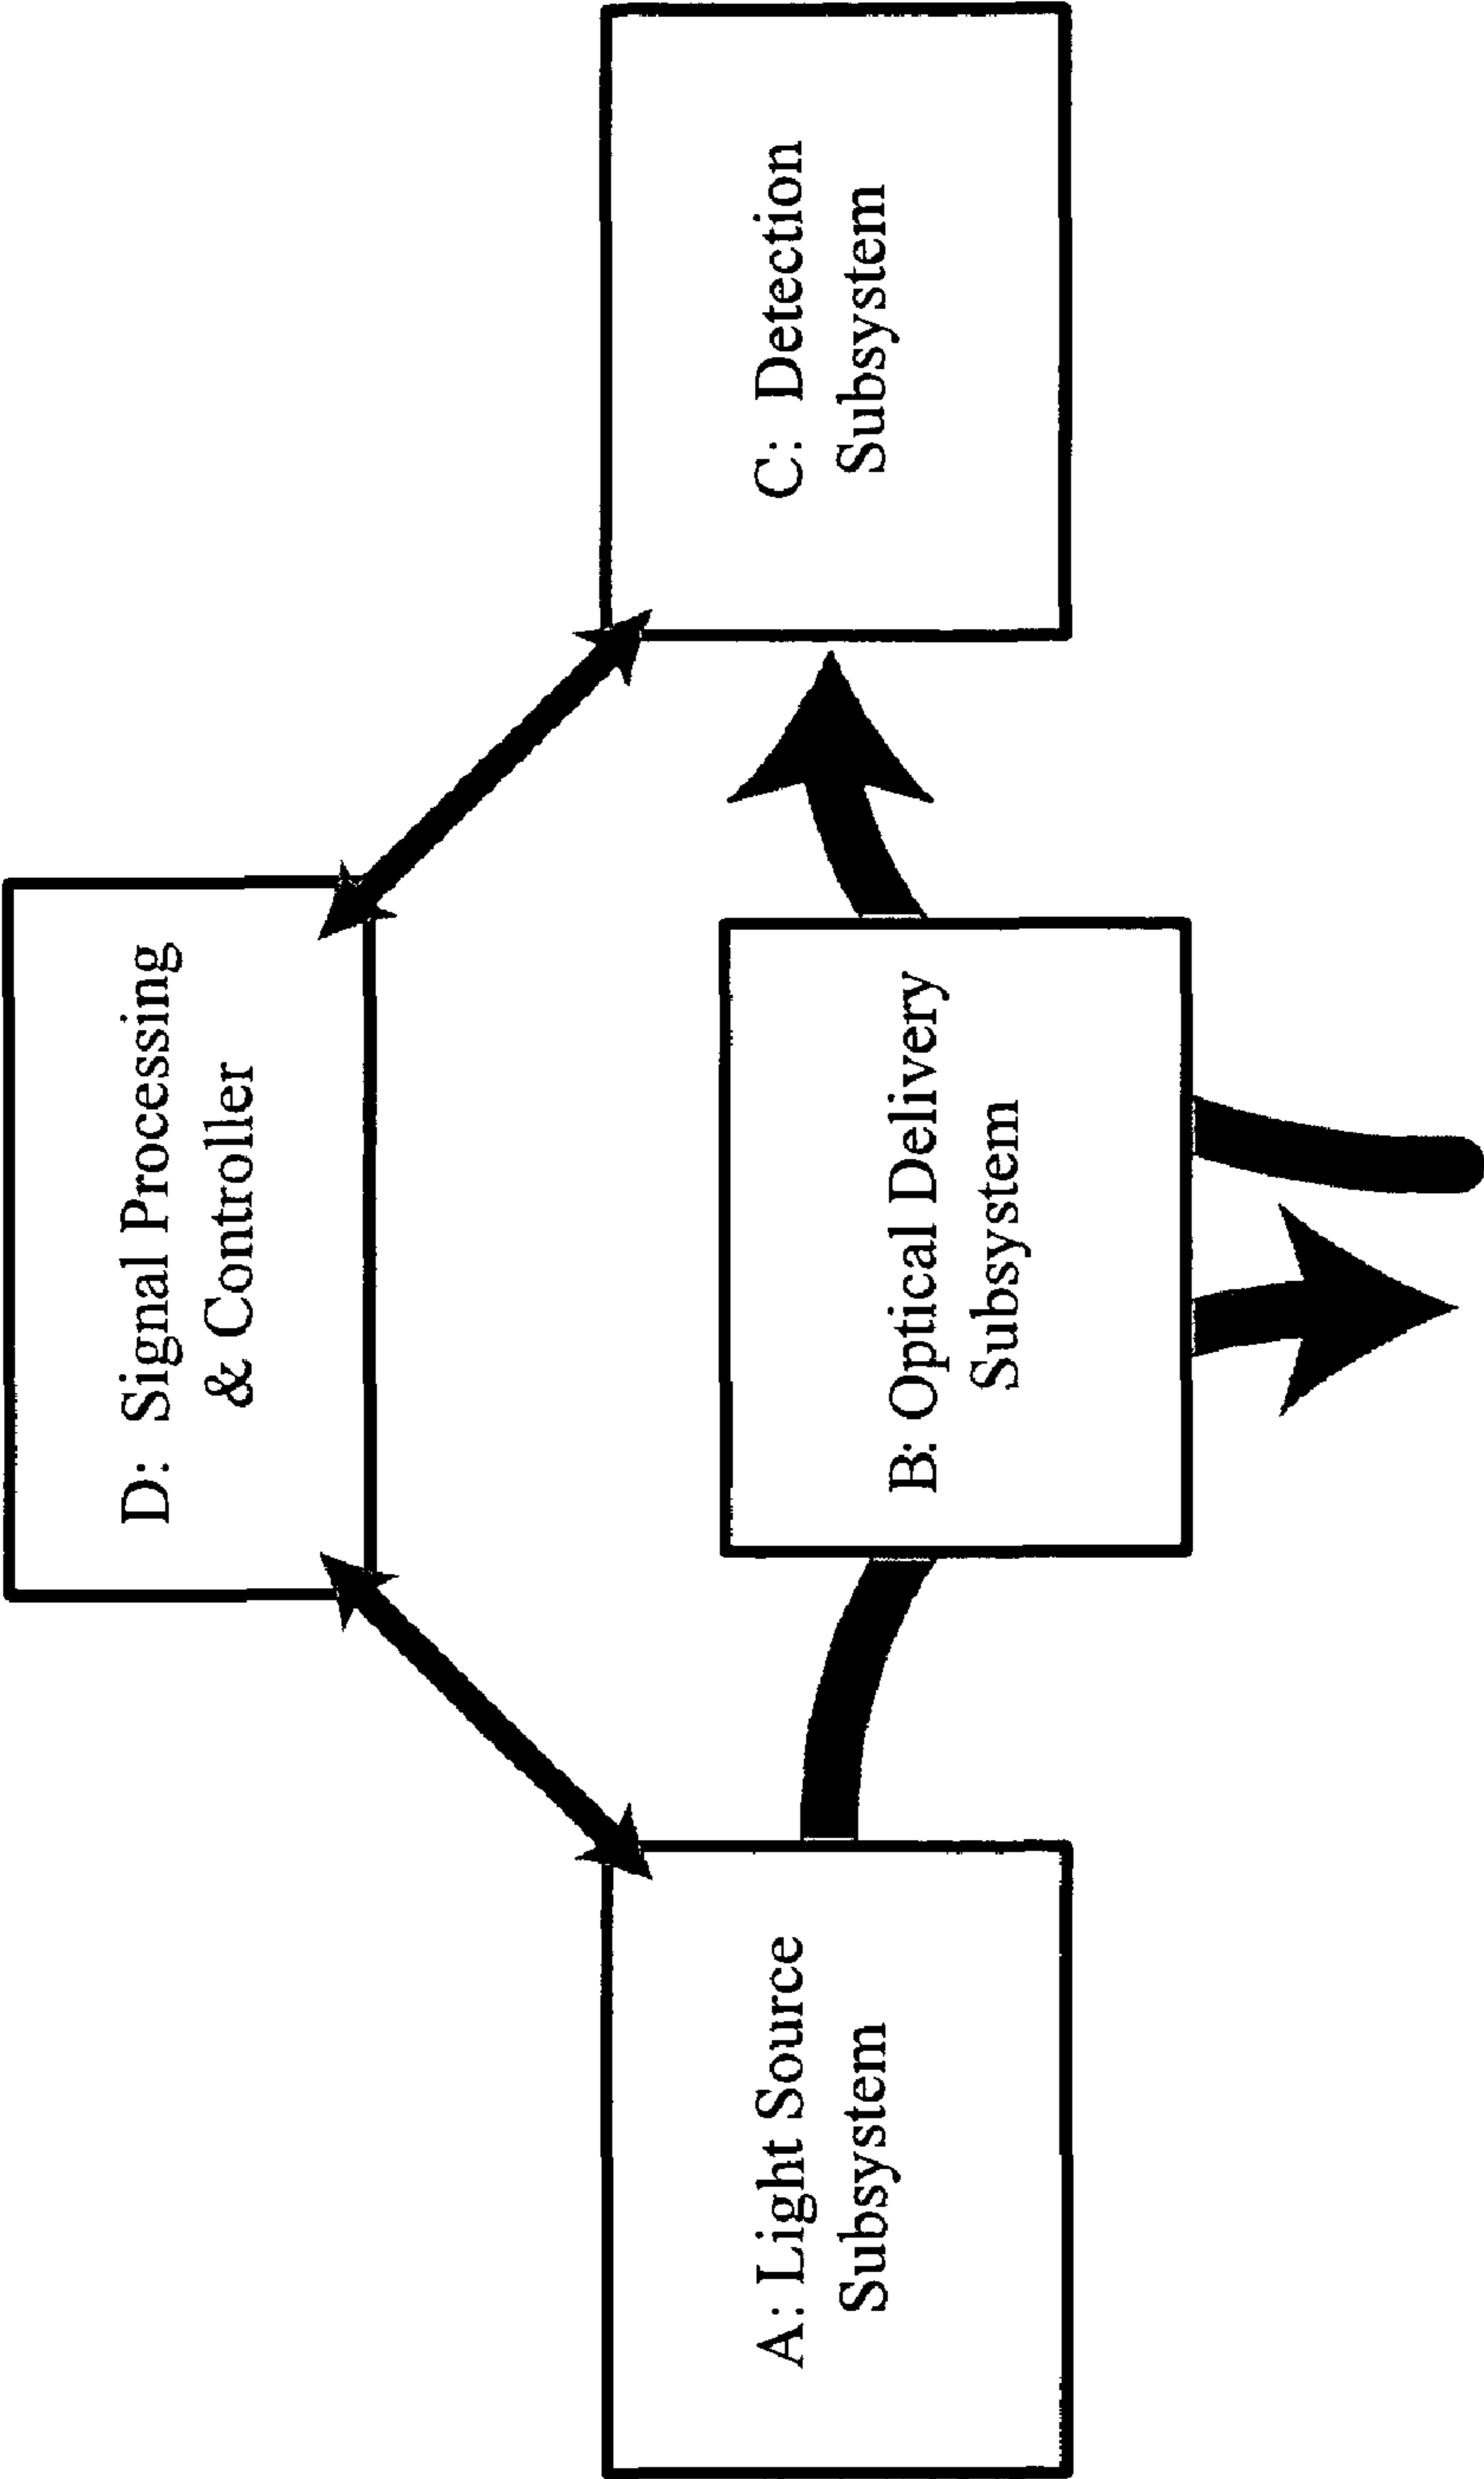 D: Signal Processing
& Controller
A: Light Source
Subsystem
B: Optical Delivery
Subsystem
C: Detection
Subsystem